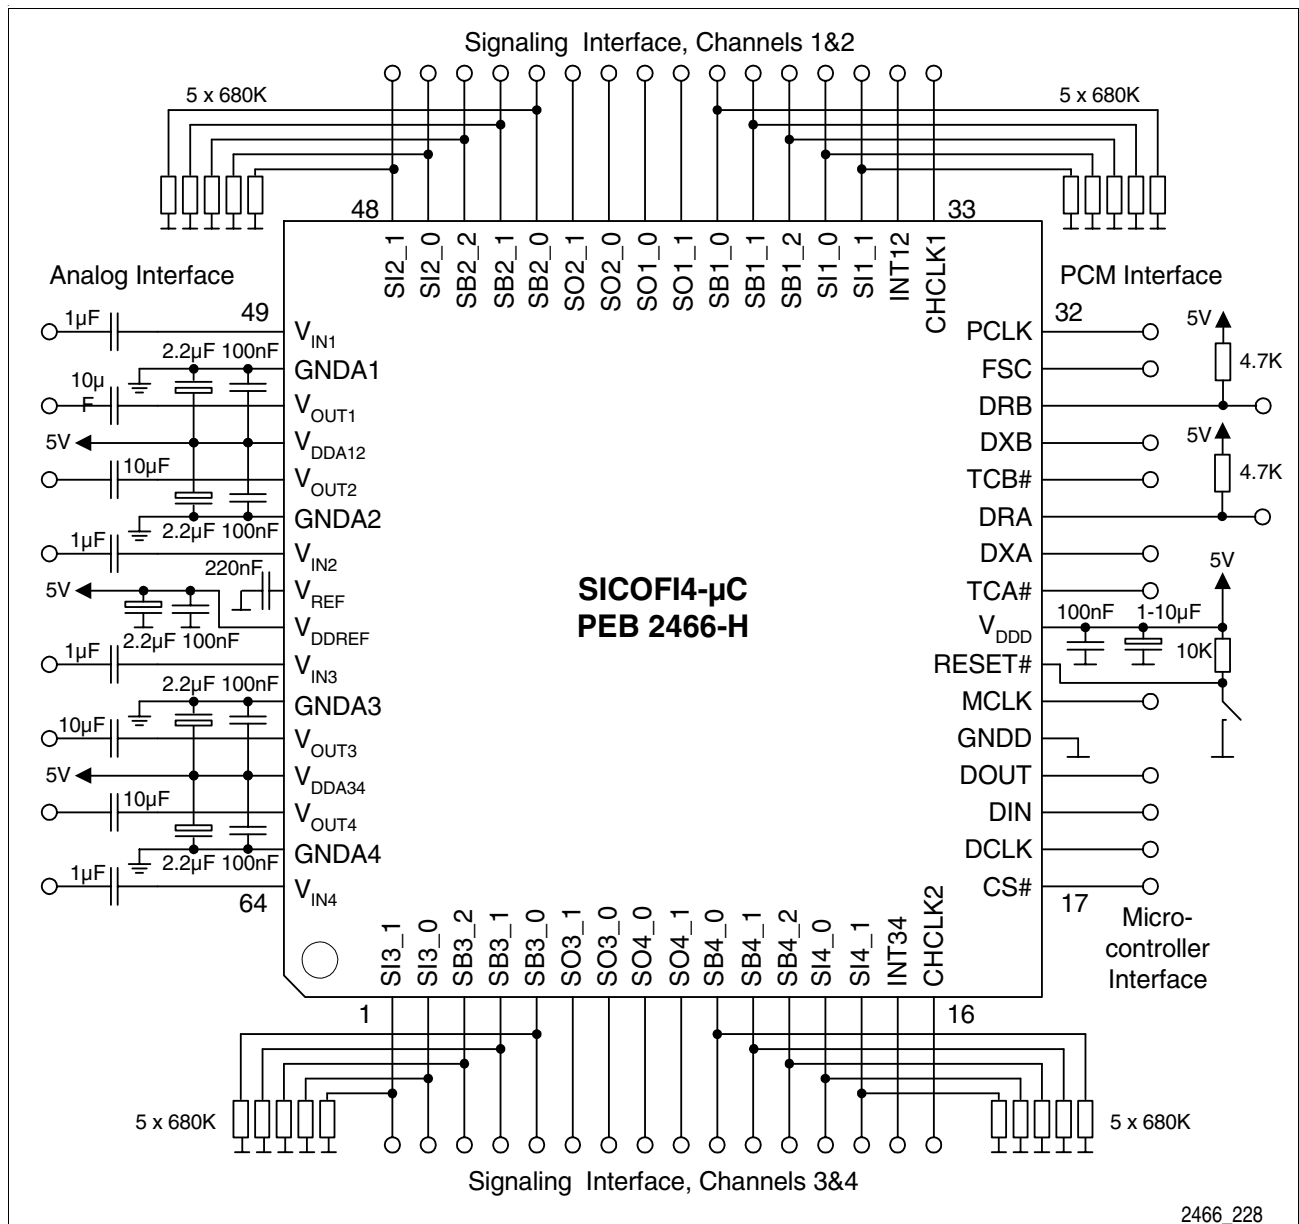 Signaling Interface, Channels 1&2
5 x 680K
5 x 680K
48
33
SI2_1
SI2_0
SB2_2
SB2_1
SB2_0
SO2_1
SO2_0
SO1_0
SO1_1
SB1_0
SB1_1
SB1_2
SI1_0
SI1_1
INT12
CHCLK1
Analog Interface
PCM Interface
1µF
49
VIN1
2.2µF 100nF
GNDA1
10µ
F
VOUT1
5V
VDDA12
10µF
VOUT2
GNDA2
2.2µF 100nF
1µF
VIN2
220nF
5V
VREF
VDDREF
2.2µF 100nF
1µF
VIN3
2.2µF 100nF
GNDA3
10µF
VOUT3
5V
VDDA34
10µF
VOUT4
GNDA4
2.2µF 100nF
1µF
64
VIN4
SICOFI4-µC
PEB 2466-H
PCLK
32
5V
FSC
4.7K
DRB
DXB
5V
TCB#
4.7K
DRA
DXA
5V
TCA#
VDDD
100nF
1-10µF
RESET#
10K
MCLK
GNDD
DOUT
DIN
DCLK
CS#
17
Micro-
controller
Interface
SI3_1
SI3_0
SB3_2
SB3_1
SB3_0
SO3_1
SO3_0
SO4_0
SO4_1
SB4_0
SB4_1
SB4_2
SI4_0
SI4_1
INT34
CHCLK2
1
16
5 x 680K
5 x 680K
Signaling Interface, Channels 3&4
2466_228